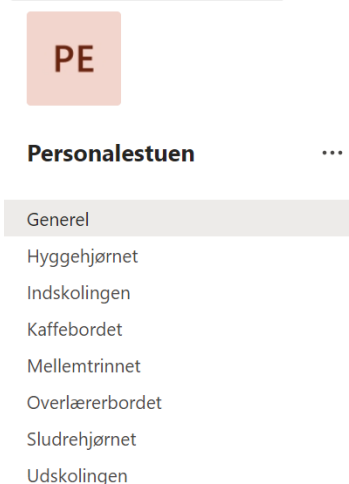 PE
Personalestuen
Generel
Hyggehjørnet
Indskolingen
Kaffebordet
Mellemtrinnet
Overlærerbordet
Sludrehjørnet
Udskolingen